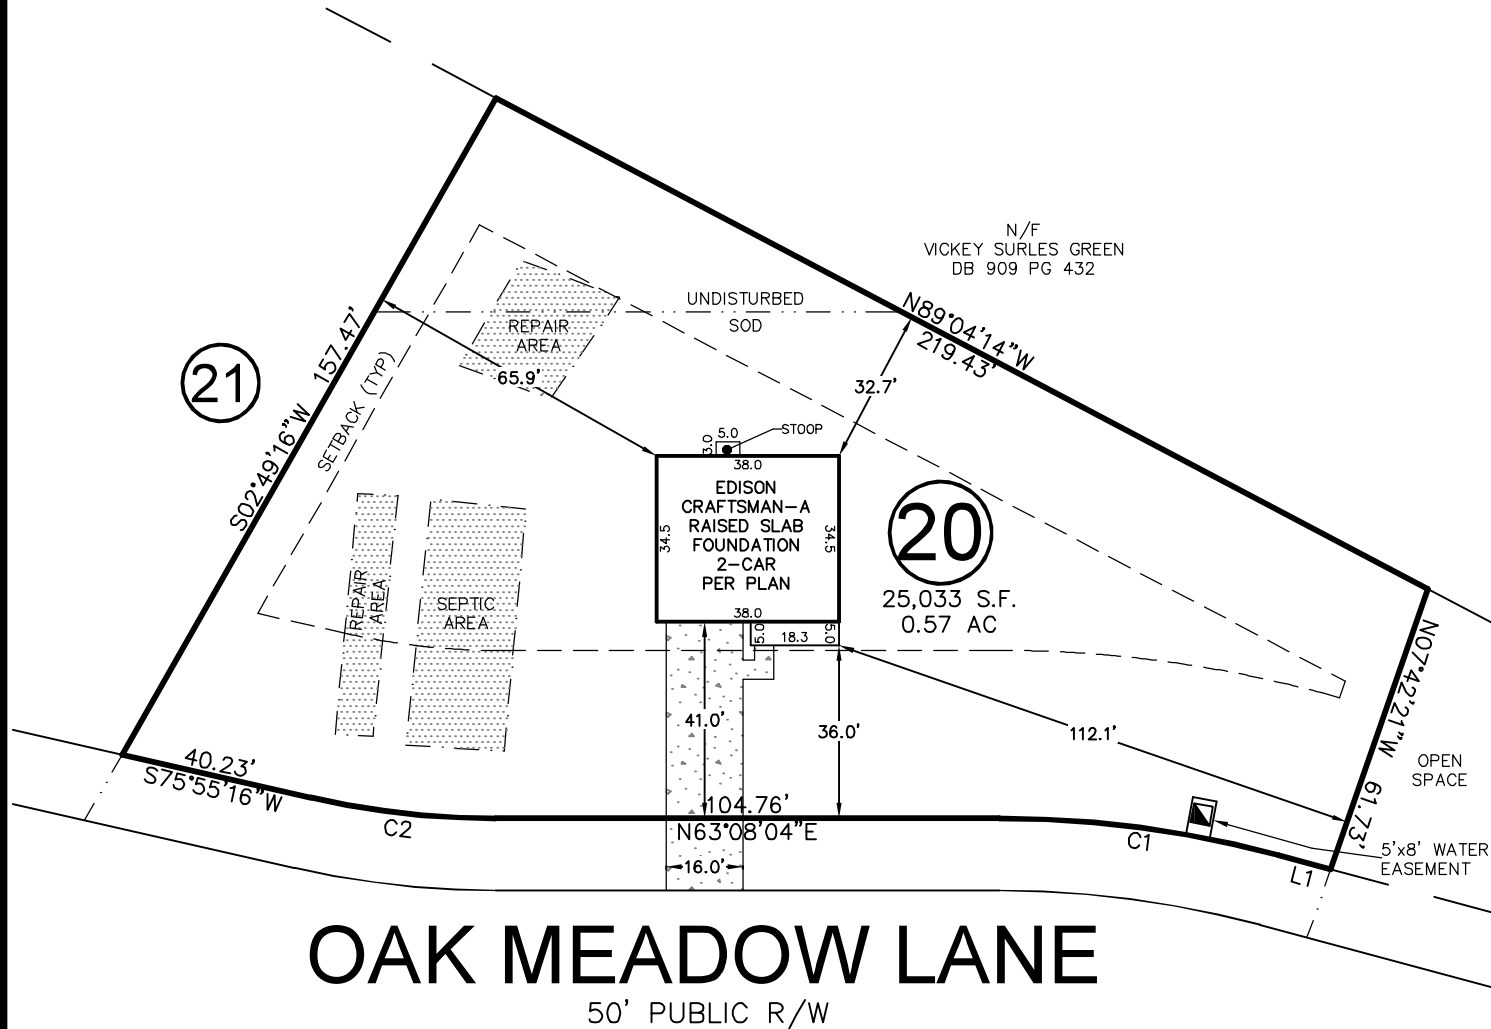 N/F
VICKEY SURLES GREEN
DB 909 PG 432
UNDISTURBED
SOD
N89°04'14"W
219.43'
REPAIR
AREA
157.47'
S02°49'16"W
21
SETBACK (TYP)
65.9'
32.7'
5.0
3.0
STOOP
38.0
EDISON
CRAFTSMAN-A
RAISED SLAB
FOUNDATION
2-CAR
PER PLAN
34.5
34.5
38.0
20
25,033 S.F.
0.57 AC
REPAIR
AREA
SEPTIC
AREA
5.0
18.3
5.0
N07°42'21"W
61.73'
41.0'
36.0'
112.1'
OPEN
SPACE
40.23'
S75°55'16"W
C2
104.76'
N63°08'04"E
C1
16.0'
L1
5'x8' WATER
EASEMENT
OAK MEADOW LANE
50' PUBLIC R/W